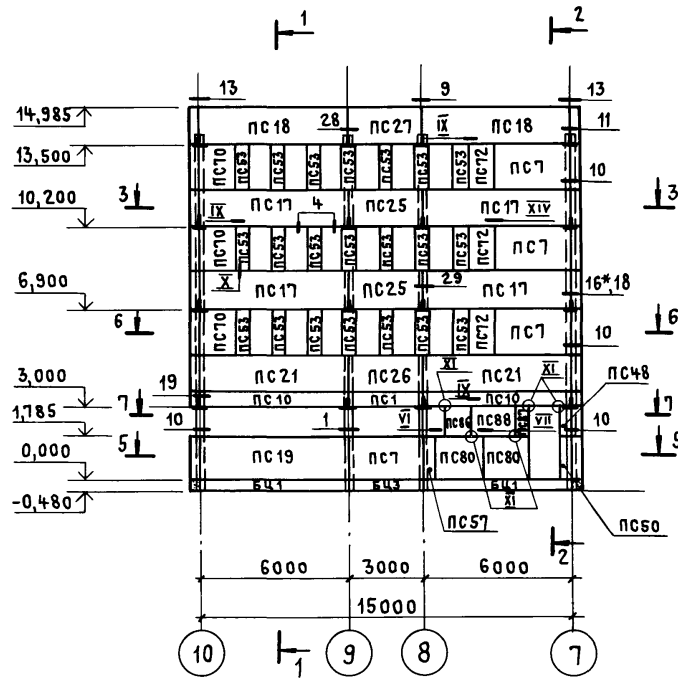 1
2
13
9
13
14,985
ПС18
28
ПС27
IX
ПС18
11
13,500
ПС70
ПС53
ПС53
ПС53
ПС53
ПС53
ПС53
ПС53
ПС72
ПС7
10
3
10,200
IX
ПС17
4
ПС25
ПС17
XIV
3
ПС70
ПС53
ПС53
ПС53
ПС53
ПС53
ПС53
ПС53
ПС72
ПС7
X
6,900
ПС17
ПС25
29
ПС17
16*,18
6
ПС70
ПС53
ПС53
ПС53
ПС53
ПС53
ПС53
ПС53
ПС72
ПС7
10
6
3,000
19
ПС21
ПС26
XI
IX
ПС21
XI
ПС48
ПС10
ПС1
ПС10
7
7
1,785
10
1
VI
ПС88
VII
10
5
5
0,000
ПС19
ПС7
ПС80
ПС80
-0,480
БЦ1
БЦ3
БЦ1
XI
ПС57
ПС50
2
6000
3000
6000
15000
10
9
8
7
1